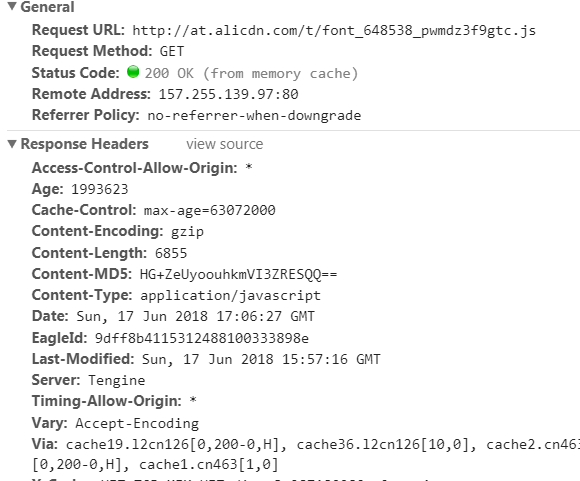 General
Request URL: http://at.alicdn.com/t/font_648538_pwmdz3f9gtc.js
Request Method: GET
Status Code: 200 OK (from memory cache)
Remote Address: 157.255.139.97:80
Referrer Policy: no-referrer-when-downgrade
Response Headers view source
Access-Control-Allow-Origin: *
Age: 1993623
Cache-Control: max-age=63072000
Content-Encoding: gzip
Content-Length: 6855
Content-MD5: HG+ZeUyoouhkmVI3ZRESQQ==
Content-Type: application/javascript
Date: Sun, 17 Jun 2018 17:06:27 GMT
EagleId: 9dff8b4115312488100333898e
Last-Modified: Sun, 17 Jun 2018 15:57:16 GMT
Server: Tengine
Timing-Allow-Origin: *
Vary: Accept-Encoding
Via: cache19.l2cn126[0,200-0,H], cache36.l2cn126[10,0], cache2.cn463
[0,200-0,H], cache1.cn463[1,0]